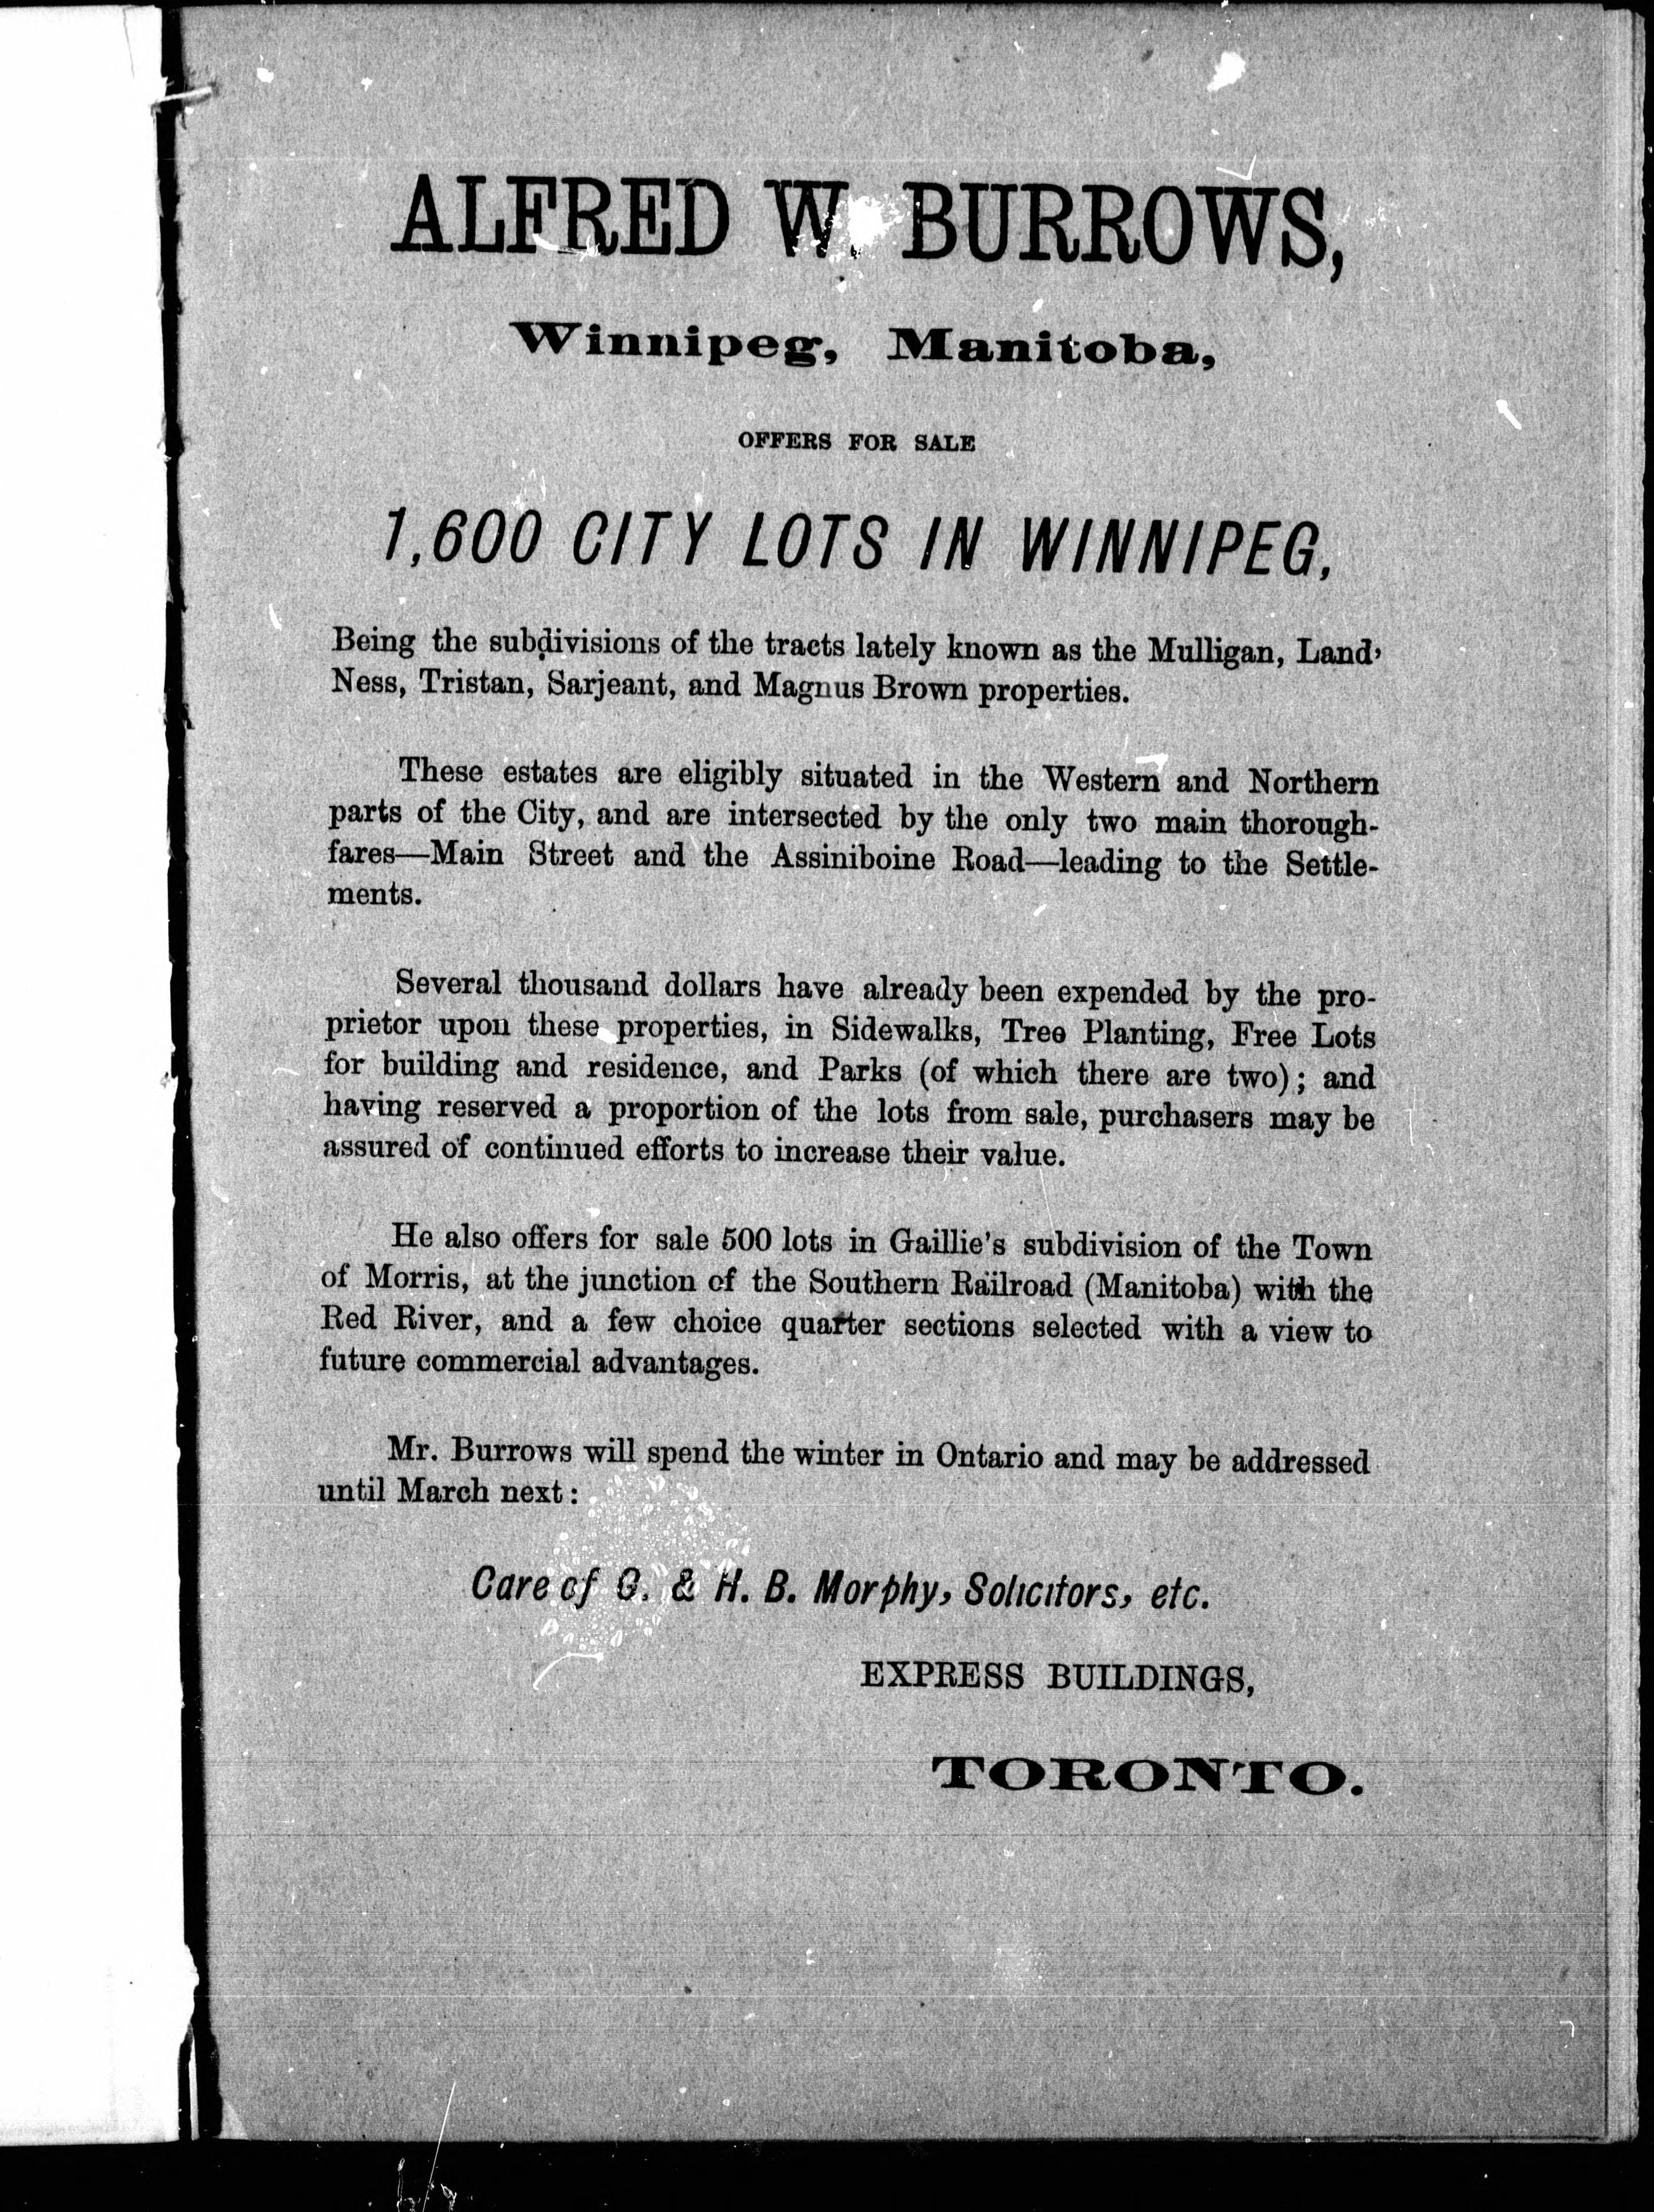 ALFRED W. BURROWS,
Winnipeg, Manitoba,
OFFERS FOR SALE
1,600 CITY LOTS IN WINNIPEG,
Being the subdivisions of the tracts lately known as the Mulligan, Land,
Ness, Tristan, Sarjeant, and Magnus Brown properties.
These estates are eligibly situated in the Western and Northern
parts of the City, and are intersected by the only two main thorough-
fares—Main Street and the Assiniboine Road—leading to the Settle-
ments.
Several thousand dollars have already been expended by the pro-
prietor upon these properties, in Sidewalks, Tree Planting, Free Lots
for building and residence, and Parks (of which there are two); and
having reserved a proportion of the lots from sale, purchasers may be
assured of continued efforts to increase their value.
He also offers for sale 500 lots in Gaillie's subdivision of the Town
of Morris, at the junction of the Southern Railroad (Manitoba) with the
Red River, and a few choice quarter sections selected with a view to
future commercial advantages.
Mr. Burrows will spend the winter in Ontario and may be addressed
until March next:
Care of G. & H. B. Morphy, Solicitors, etc.
EXPRESS BUILDINGS,
TORONTO.